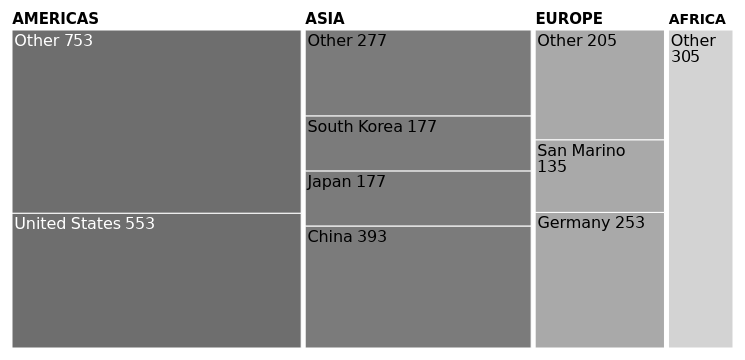 AMERICAS
Other 753
United States 553
ASIA
Other 277
South Korea 177
Japan 177
China 393
EUROPE
Other 205
San Marino
135
Germany 253
AFRICA
Other
305